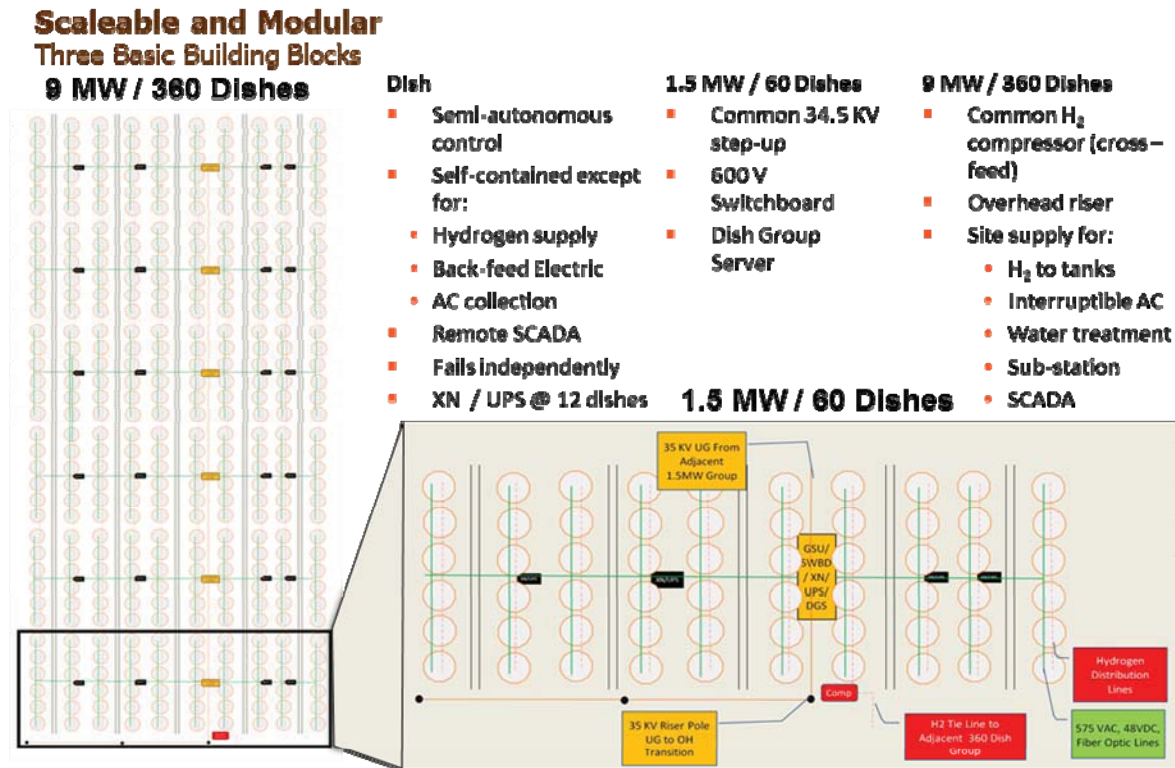 Scaleable and Modular
Three Basic Building Blocks
9 MW / 360 Dishes
Dish
Semi-autonomous
control
Self-contained except
for:
Hydrogen supply
Back-feed Electric
AC collection
Remote SCADA
Fails independently
XN / UPS @ 12 dishes
1.5 MW / 60 Dishes
Common 34.5 KV
step-up
600 V
Switchboard
Dish Group
Server
9 MW / 360 Dishes
Common H₂
compressor (cross–
feed)
Overhead riser
Site supply for:
H₂ to tanks
Interruptible AC
Water treatment
Sub-station
SCADA
1.5 MW / 60 Dishes
35 KV UG From
Adjacent
1.5MW Group
GSU/
SWBD
/ XN/
UPS/
DGS
XN/UPS
XN/UPS
Comp
35 KV Riser Pole
UG to OH
Transition
H2 Tie Line to
Adjacent 360 Dish
Group
Hydrogen
Distribution
Lines
575 VAC, 48VDC,
Fiber Optic Lines